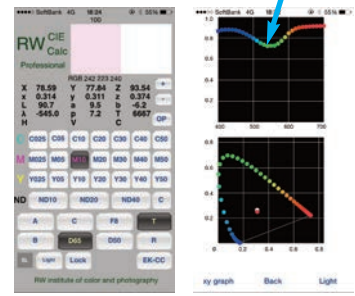 SoftBank 4G 18:24 55%
100
RW CIE
Calc
Professional
RGB 242 223 240
X 78.59 Y 77.84 Z 93.54
x 0.314 y 0.311 z 0.374
L 90.7 a 9.5 b -6.2
λ -545.0 p 7.2 T 6667
H V C
+
-
OP
C C025 C05 C10 C20 C30 C40 C50
M M025 M05 M10 M20 M30 M40 M50
Y Y025 Y05 Y10 Y20 Y30 Y40 Y50
ND ND10 ND20 ND40 C
A C F8 T
B D65 D50 R
Light Luck EK-CC
RW institute of color and photography
SoftBank 4G 18:24 55%
1.0
0.8
0.6
0.4
0.2
400 500 600 700
0.8
0.6
0.4
0.2
0.2 0.4 0.6 0.8
xy graph Back Light